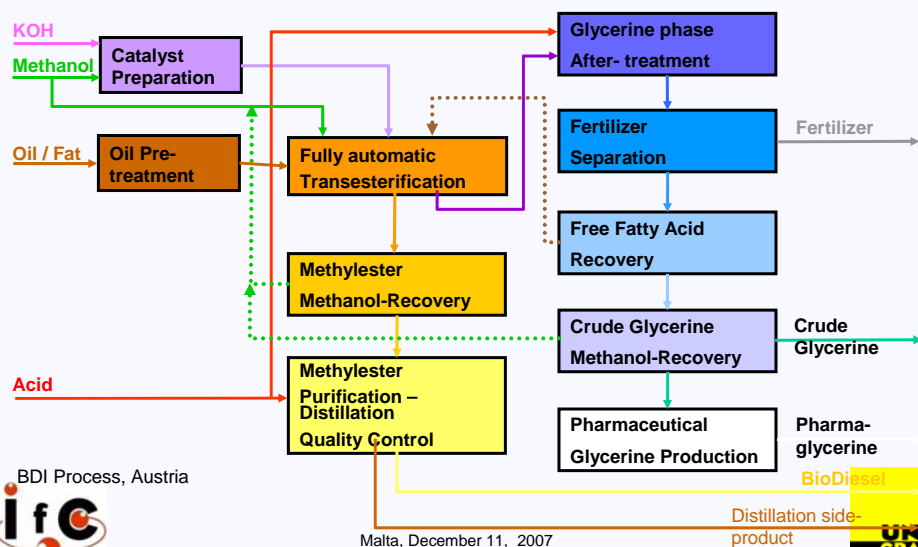 KOH
Methanol
Catalyst
Preparation
Glycerine phase
After- treatment
Oil / Fat
Oil Pre-
treatment
Fully automatic
Transesterification
Fertilizer
Separation
Fertilizer
Free Fatty Acid
Recovery
Methylester
Methanol-Recovery
Crude Glycerine
Methanol-Recovery
Crude
Glycerine
Acid
Methylester
Purification –
Distillation
Quality Control
Pharmaceutical
Glycerine Production
Pharma-
glycerine
BioDiesel
BDI Process, Austria
Distillation side-
product
IfC
Malta, December 11, 2007